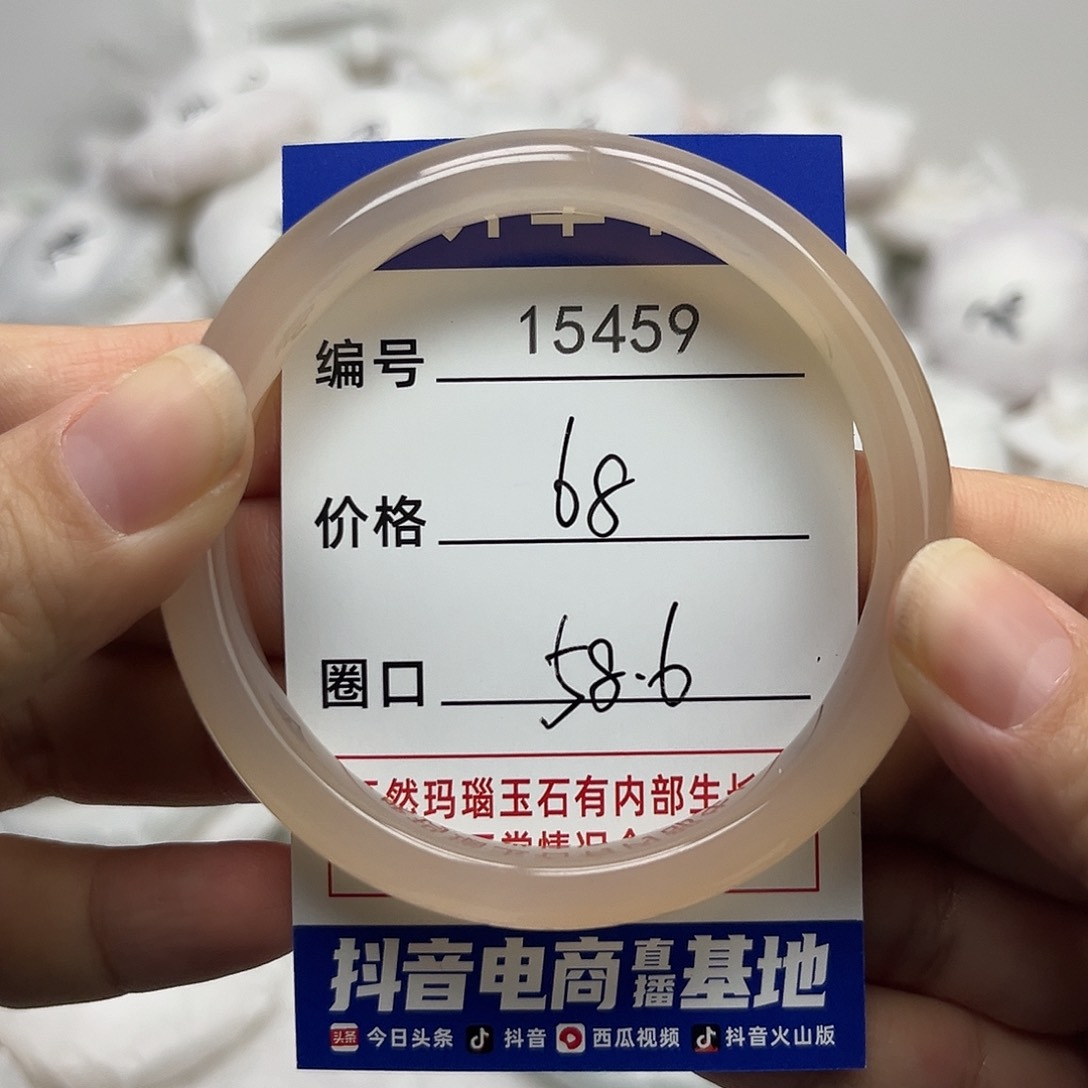 编号 15459
价格 68
圈口 58.6
然玛瑙玉石有内部生长
抖音电商直播基地
头条 今日头条 抖音 西瓜视频 抖音火山版